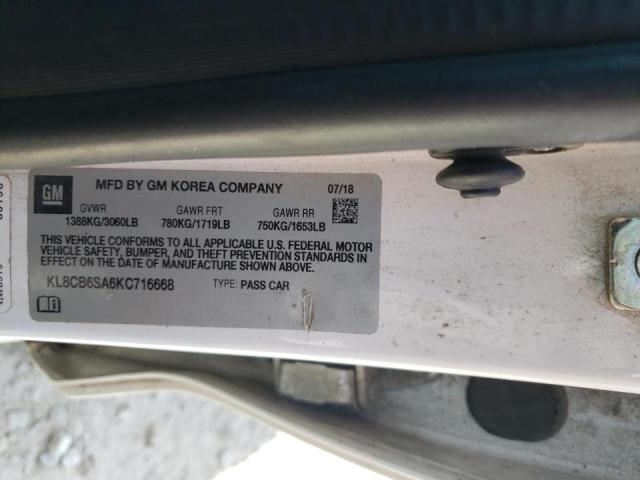 GM
MFD BY GM KOREA COMPANY 07/18
GVWR GAWR FRT GAWR RR
1388KG/3060LB 780KG/1719LB 750KG/1653LB
THIS VEHICLE CONFORMS TO ALL APPLICABLE U.S. FEDERAL MOTOR
VEHICLE SAFETY, BUMPER, AND THEFT PREVENTION STANDARDS
IN EFFECT ON THE DATE OF MANUFACTURE SHOWN ABOVE.
KL8CB6SA6KC716668 TYPE: PASS CAR